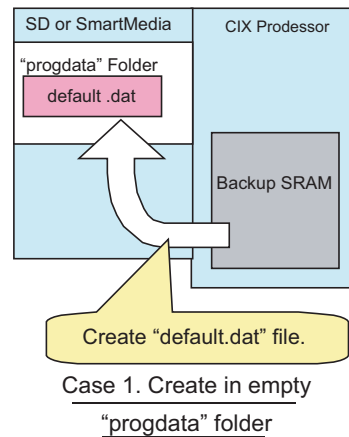 SD or SmartMedia
CIX Prodessor
“progdata” Folder
default .dat
Backup SRAM
Create “default.dat” file.
Case 1. Create in empty
“progdata” folder